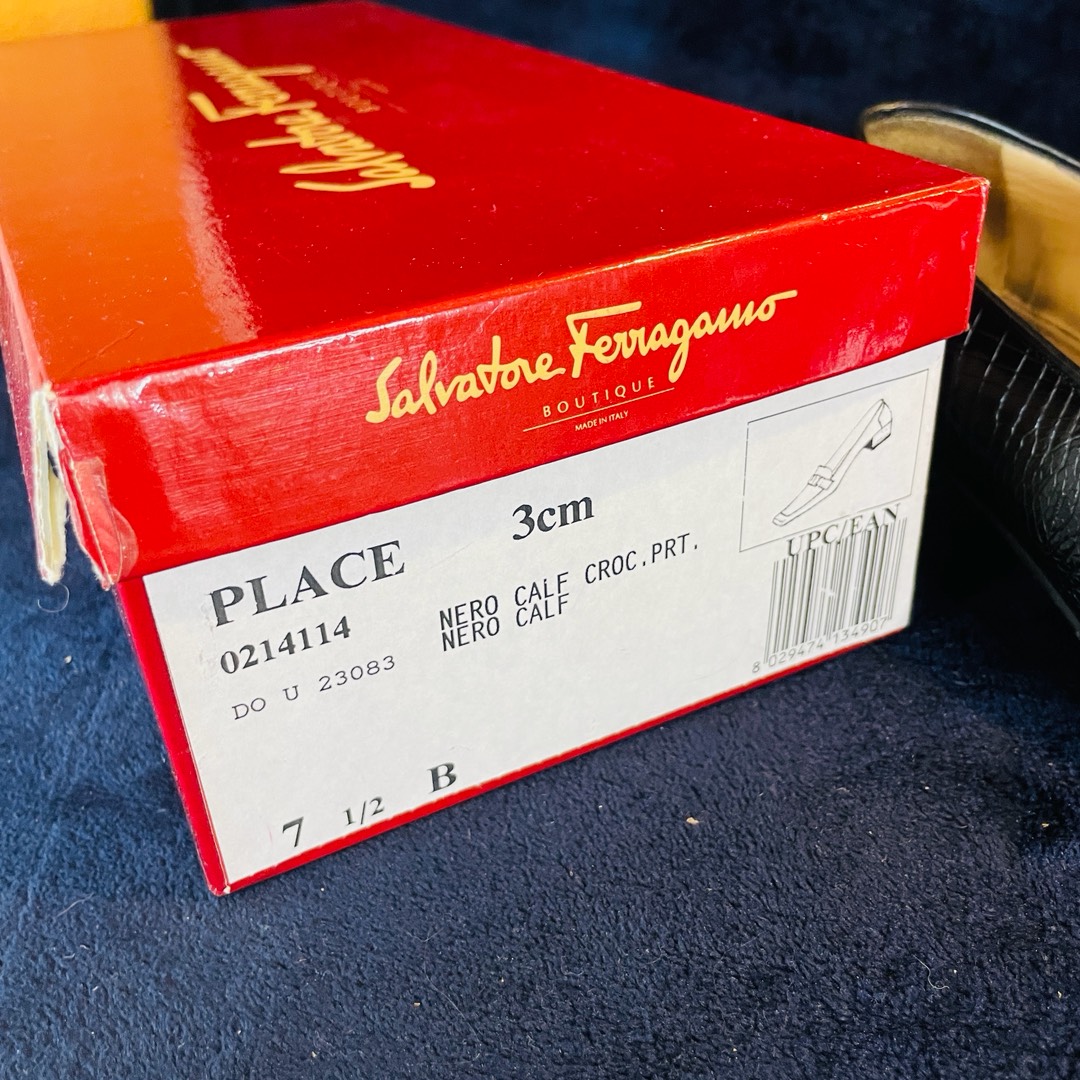 Salvatore Ferragamo
BOUTIQUE
Salvatore Ferragamo
BOUTIQUE
MADE IN ITALY
PLACE
3cm
0214114
NERO CALF CROC.PRT.
NERO CALF
DO U 23083
UPC/EAN
8 029474 134907
7 1/2 B